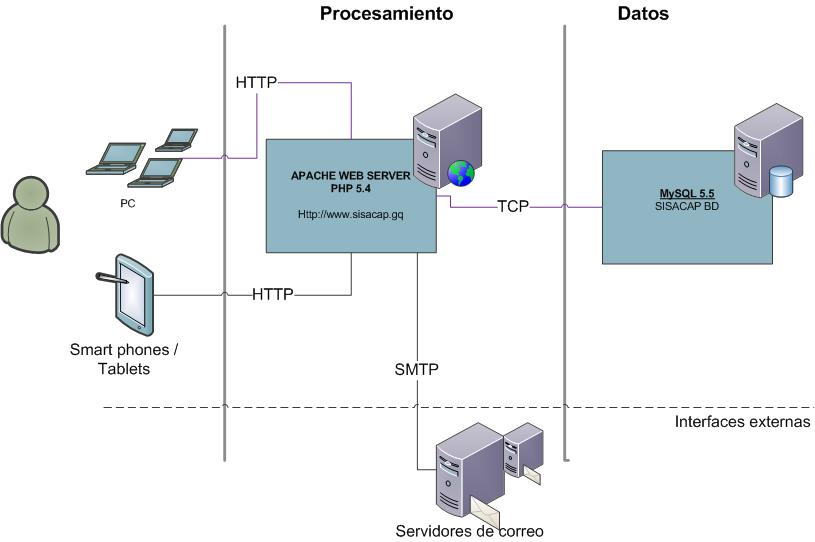 Procesamiento
Datos
HTTP
PC
APACHE WEB SERVER
PHP 5.4
Http://www.sisacap.gq
TCP
MySQL 5.5
SISACAP BD
HTTP
Smart phones /
Tablets
SMTP
Interfaces externas
Servidores de correo